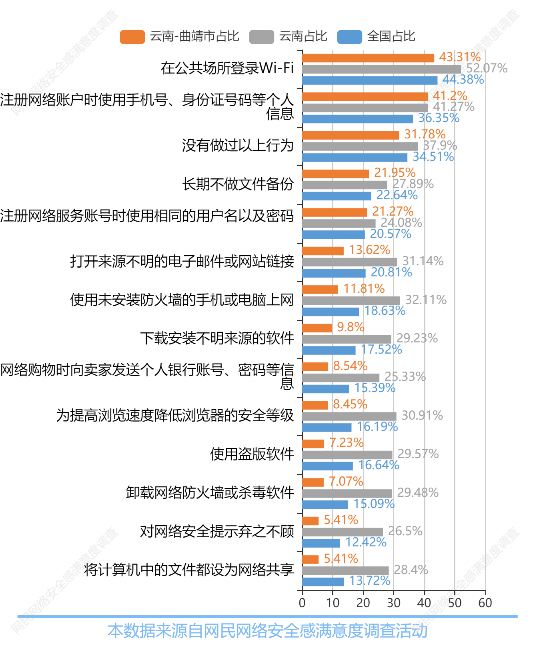 云南-曲靖市占比 云南占比 全国占比
在公共场所登录Wi-Fi
43.31%
52.07%
44.38%
注册网络账户时使用手机号、身份证号码等个人
信息
41.2%
41.27%
36.35%
没有做过以上行为
31.78%
37.9%
34.51%
长期不做文件备份
21.95%
27.89%
22.64%
注册网络服务账号时使用相同的用户名以及密码
21.27%
24.08%
20.57%
打开来源不明的电子邮件或网站链接
13.62%
31.14%
20.81%
使用未安装防火墙的手机或电脑上网
11.81%
32.11%
18.63%
下载安装不明来源的软件
9.8%
29.23%
17.52%
网络购物时向卖家发送个人银行账号、密码等信
息
8.54%
25.33%
15.39%
为提高浏览速度降低浏览器的安全等级
8.45%
30.91%
16.19%
使用盗版软件
7.23%
29.57%
16.64%
卸载网络防火墙或杀毒软件
7.07%
29.48%
15.09%
对网络安全提示弃之不顾
5.41%
26.5%
12.42%
将计算机中的文件都设为网络共享
5.41%
28.4%
13.72%
0 10 20 30 40 50 60
本数据来源自网民网络安全感满意度调查活动